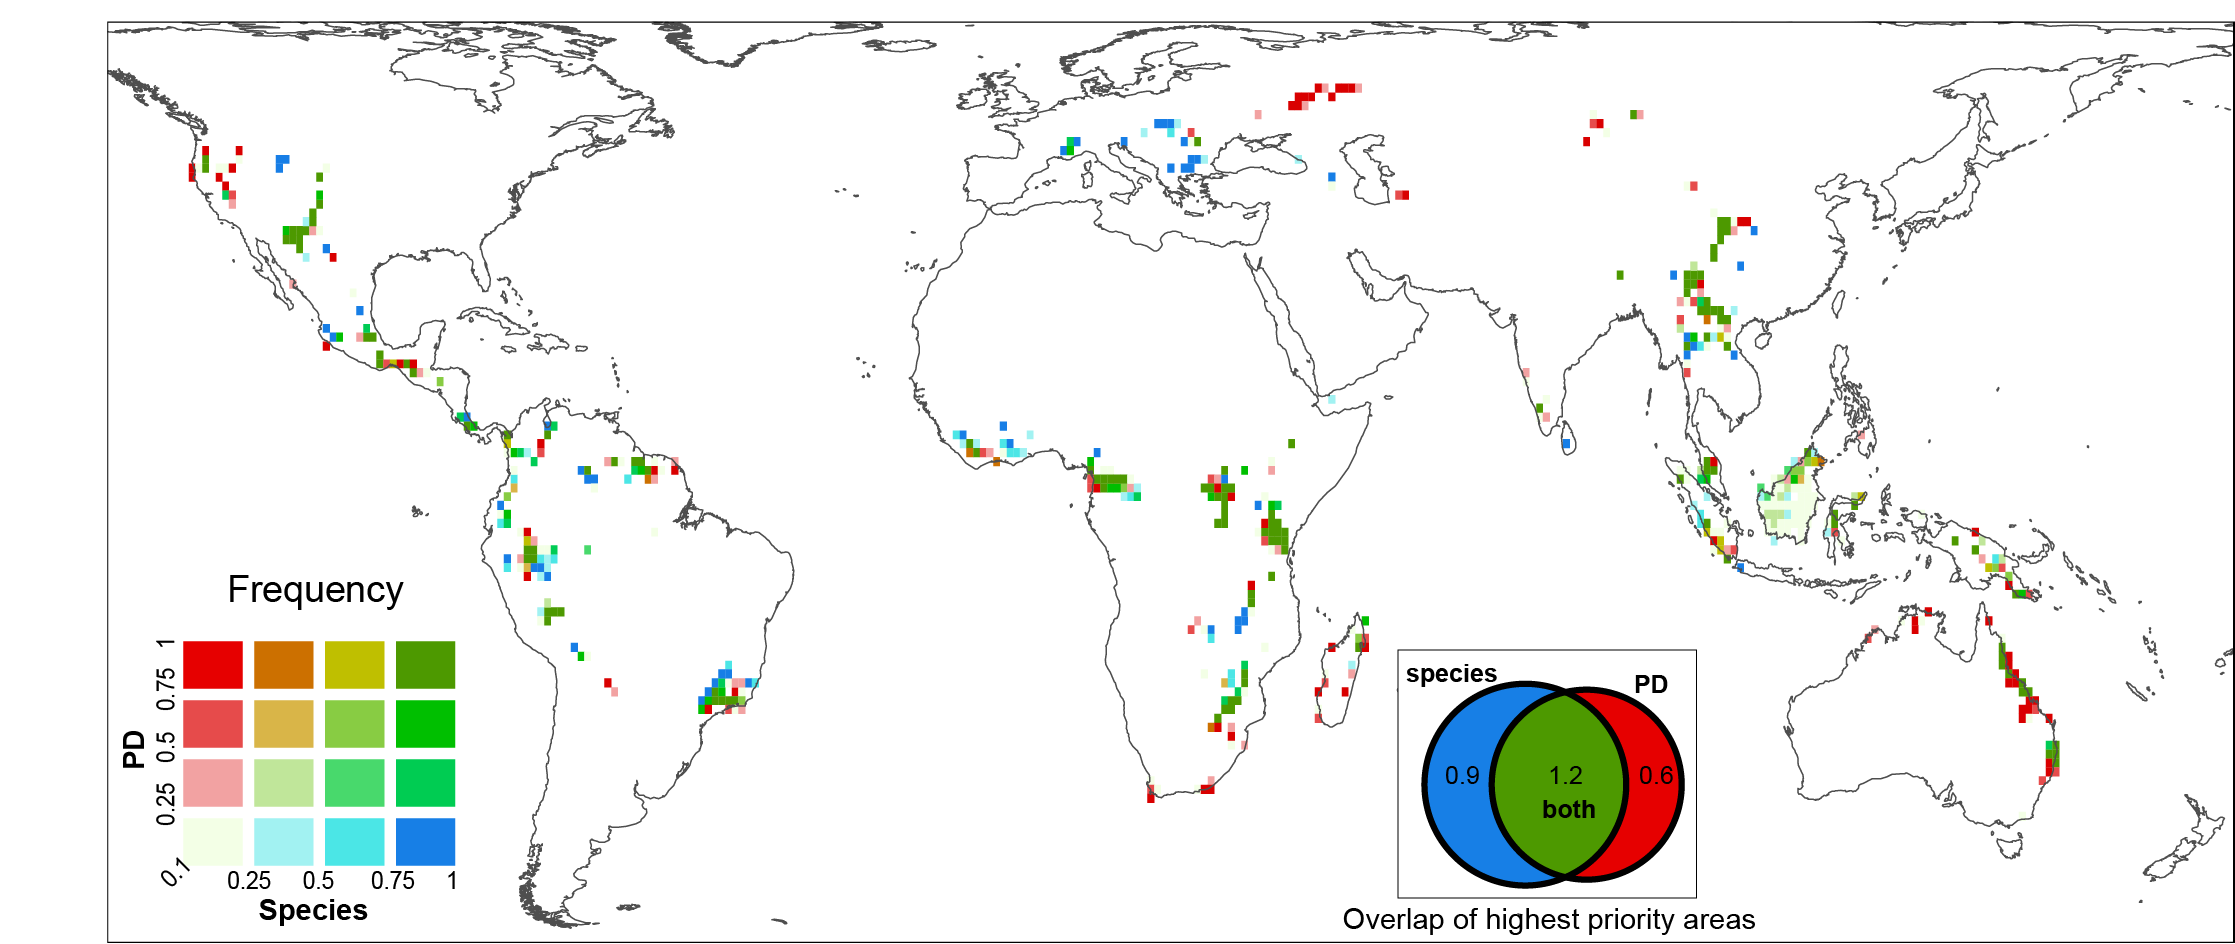 Frequency
PD
1
0.75
0.5
0.25
0.1
0.25
0.5
0.75
1
Species
species
PD
0.9
1.2
0.6
both
Overlap of highest priority areas